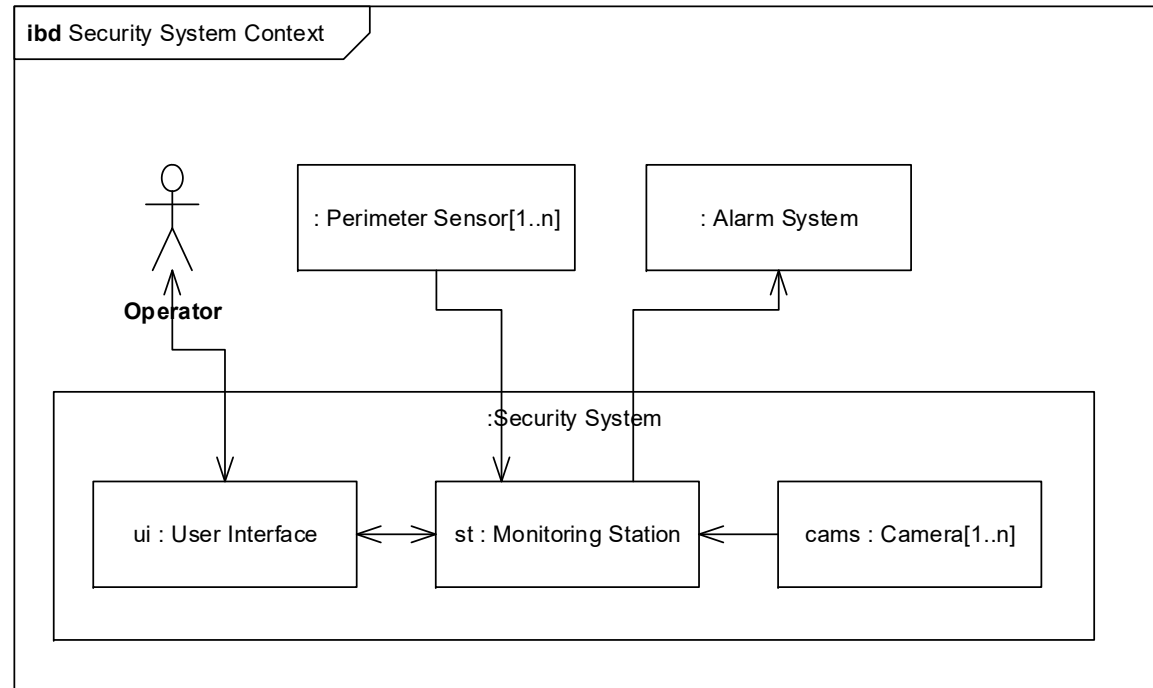 ibd Security System Context
: Perimeter Sensor[1..n]
: Alarm System
Operator
:Security System
ui : User Interface
st : Monitoring Station
cams : Camera[1..n]